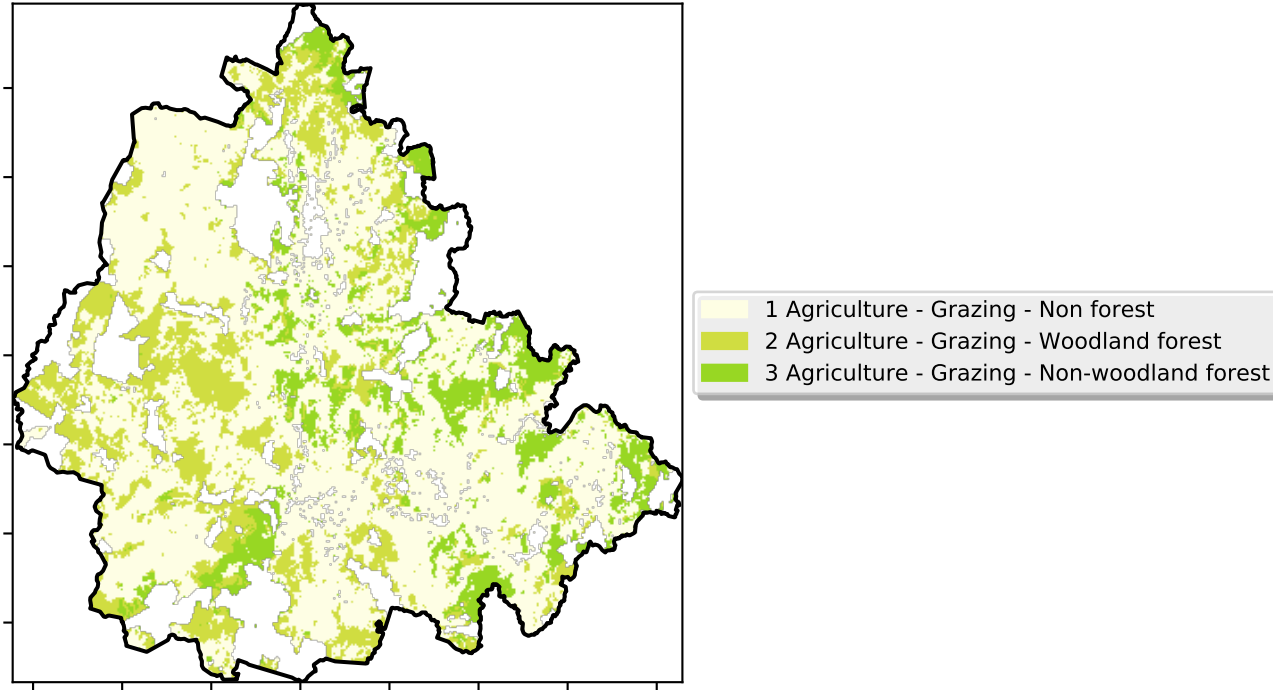 1 Agriculture - Grazing - Non forest
2 Agriculture - Grazing - Woodland forest
3 Agriculture - Grazing - Non-woodland forest